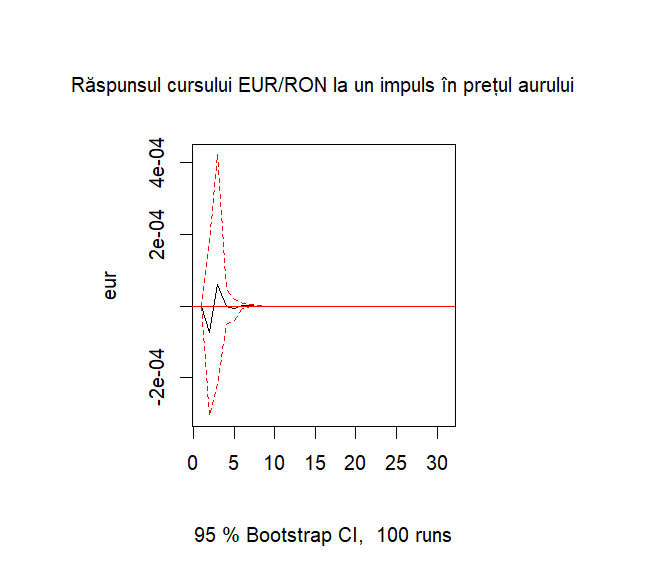 Răspunsul cursului EUR/RON la un impuls în prețul aurului
4e-04
2e-04
-2e-04
eur
0 5 10 15 20 25 30
95 % Bootstrap CI, 100 runs